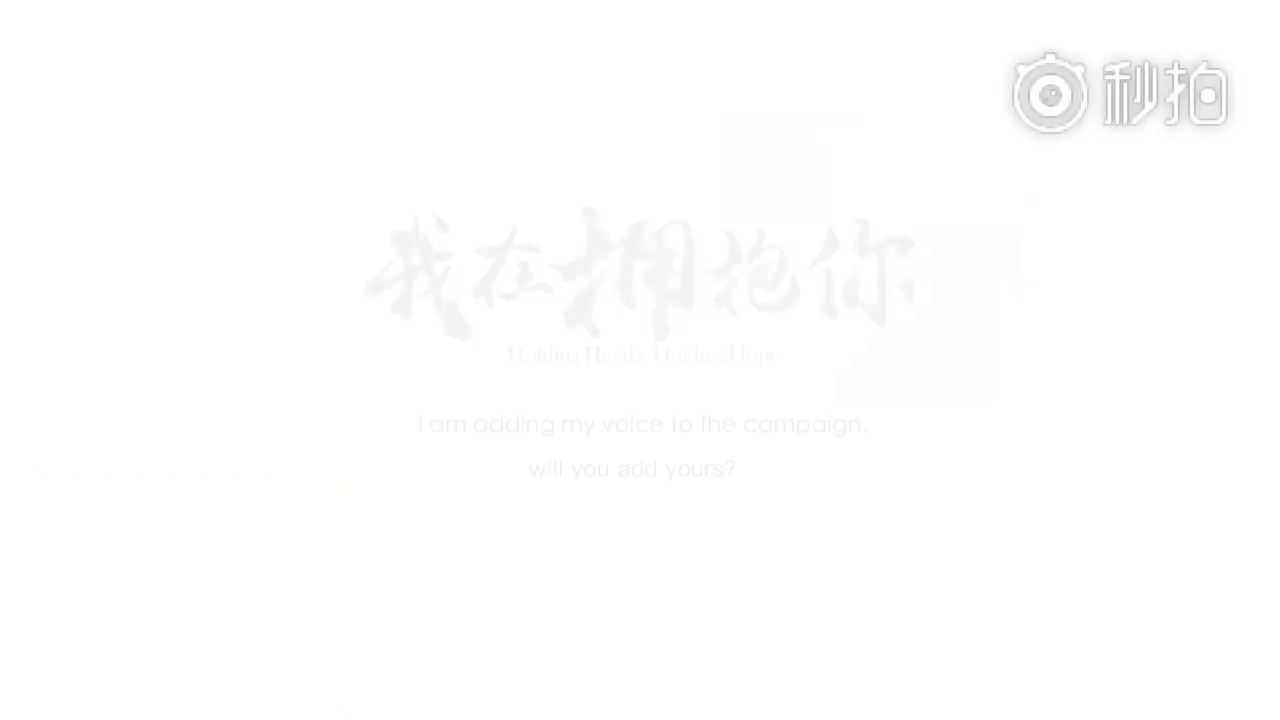 秒拍
我在拥抱你
Holding Hands Holding Hope
I am adding my voice to the campaign.
will you add yours?